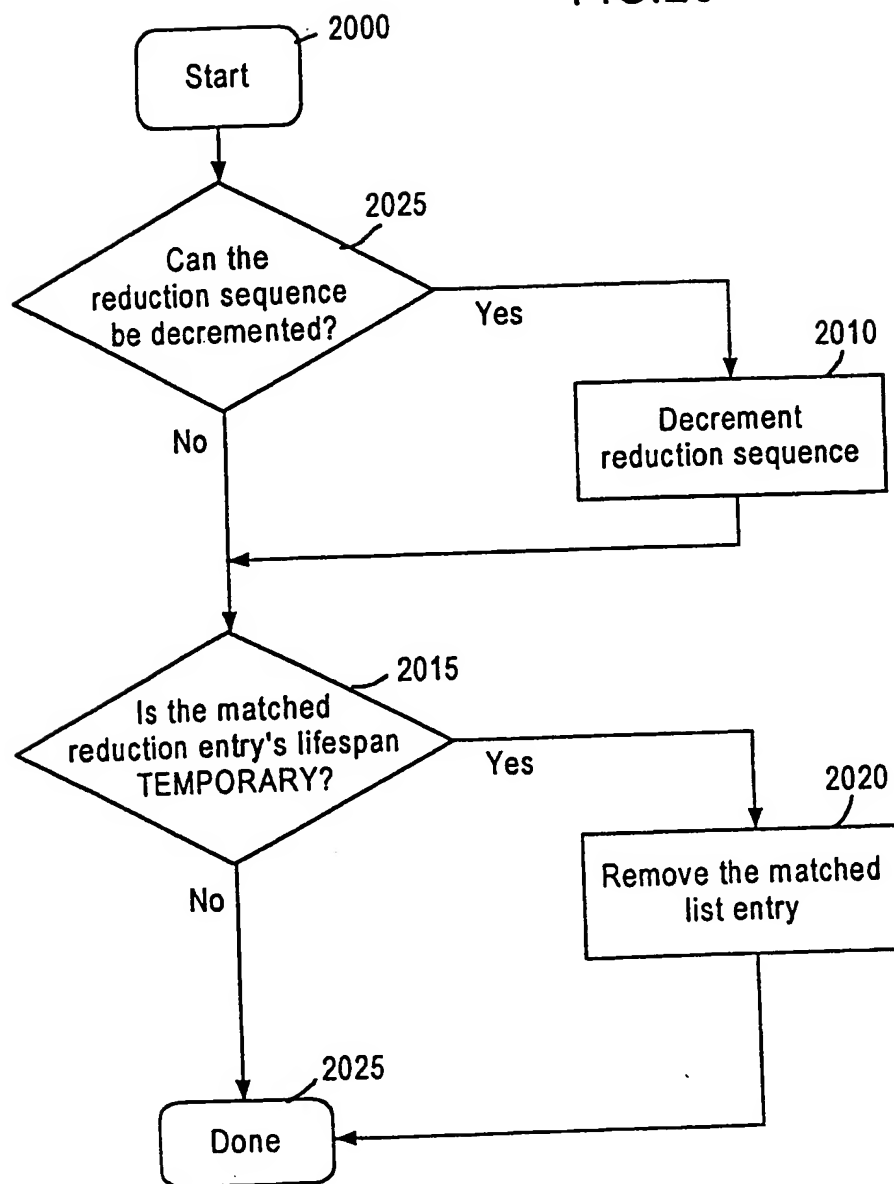 2000
Start
2025
Can the
reduction sequence
be decremented?
Yes
2010
Decrement
reduction sequence
No
2015
Is the matched
reduction entry's lifespan
TEMPORARY?
Yes
2020
Remove the matched
list entry
No
2025
Done